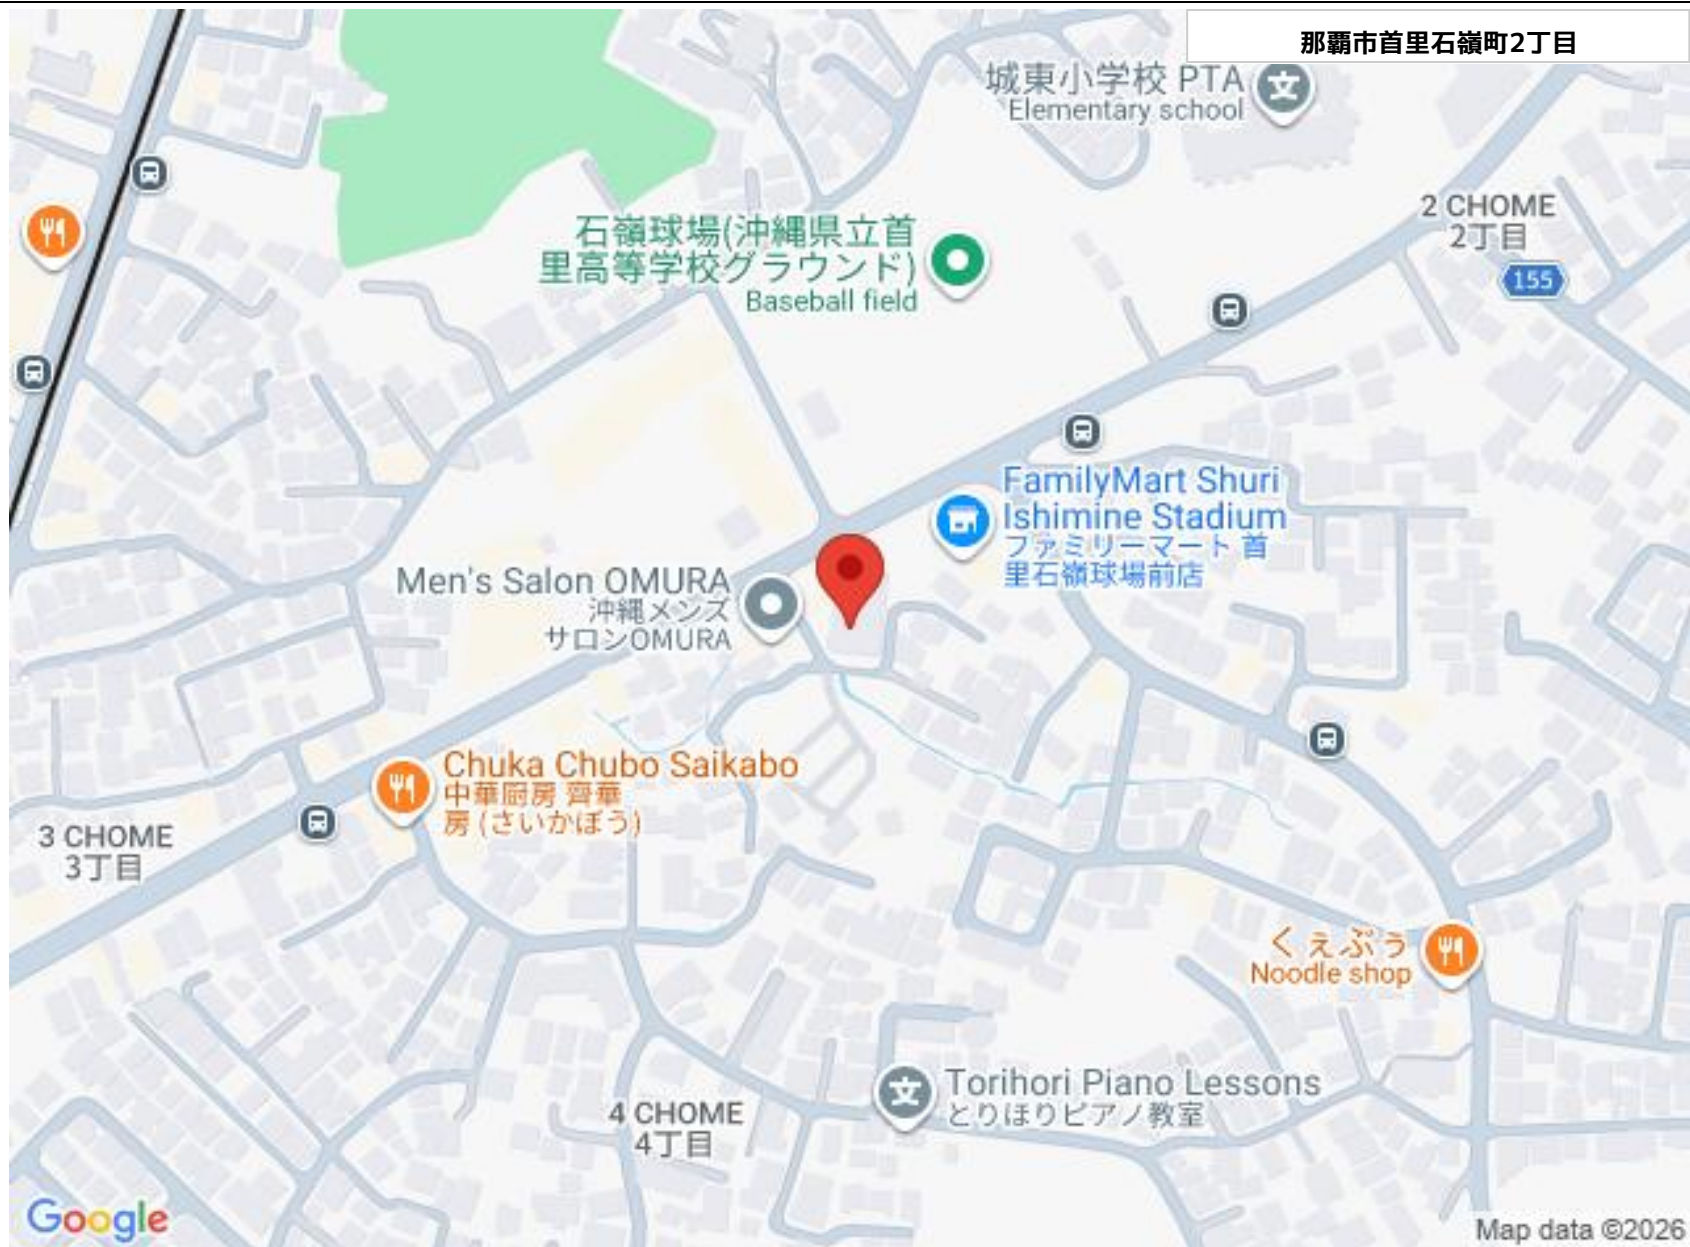 那覇市首里石嶺町2丁目
城東小学校 PTA
Elementary school
2 CHOME
2丁目
155
石嶺球場(沖縄県立首
里高等学校グラウンド)
Baseball field
FamilyMart Shuri
Ishimine Stadium
ファミリーマート 首
里石嶺球場前店
Men's Salon OMURA
沖縄メンズ
サロンOMURA
Chuka Chubo Saikabo
中華厨房 齊華
房 (さいかぼう)
3 CHOME
3丁目
くぇぶぅ
Noodle shop
Torihori Piano Lessons
とりほりピアノ教室
4 CHOME
4丁目
Google
Map data ©2026
文
文